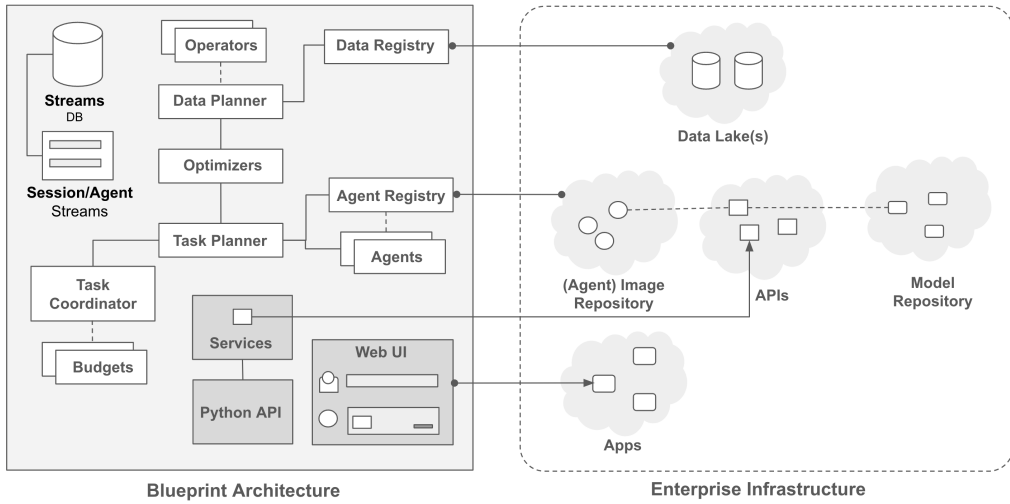 Operators
Data Registry
Streams
DB
Data Planner
Data Lake(s)
Optimizers
Session/Agent
Streams
Agent Registry
Task Planner
Agents
Task
Coordinator
(Agent) Image
Repository
APIs
Model
Repository
Services
Budgets
Web UI
Python API
Apps
Blueprint Architecture
Enterprise Infrastructure